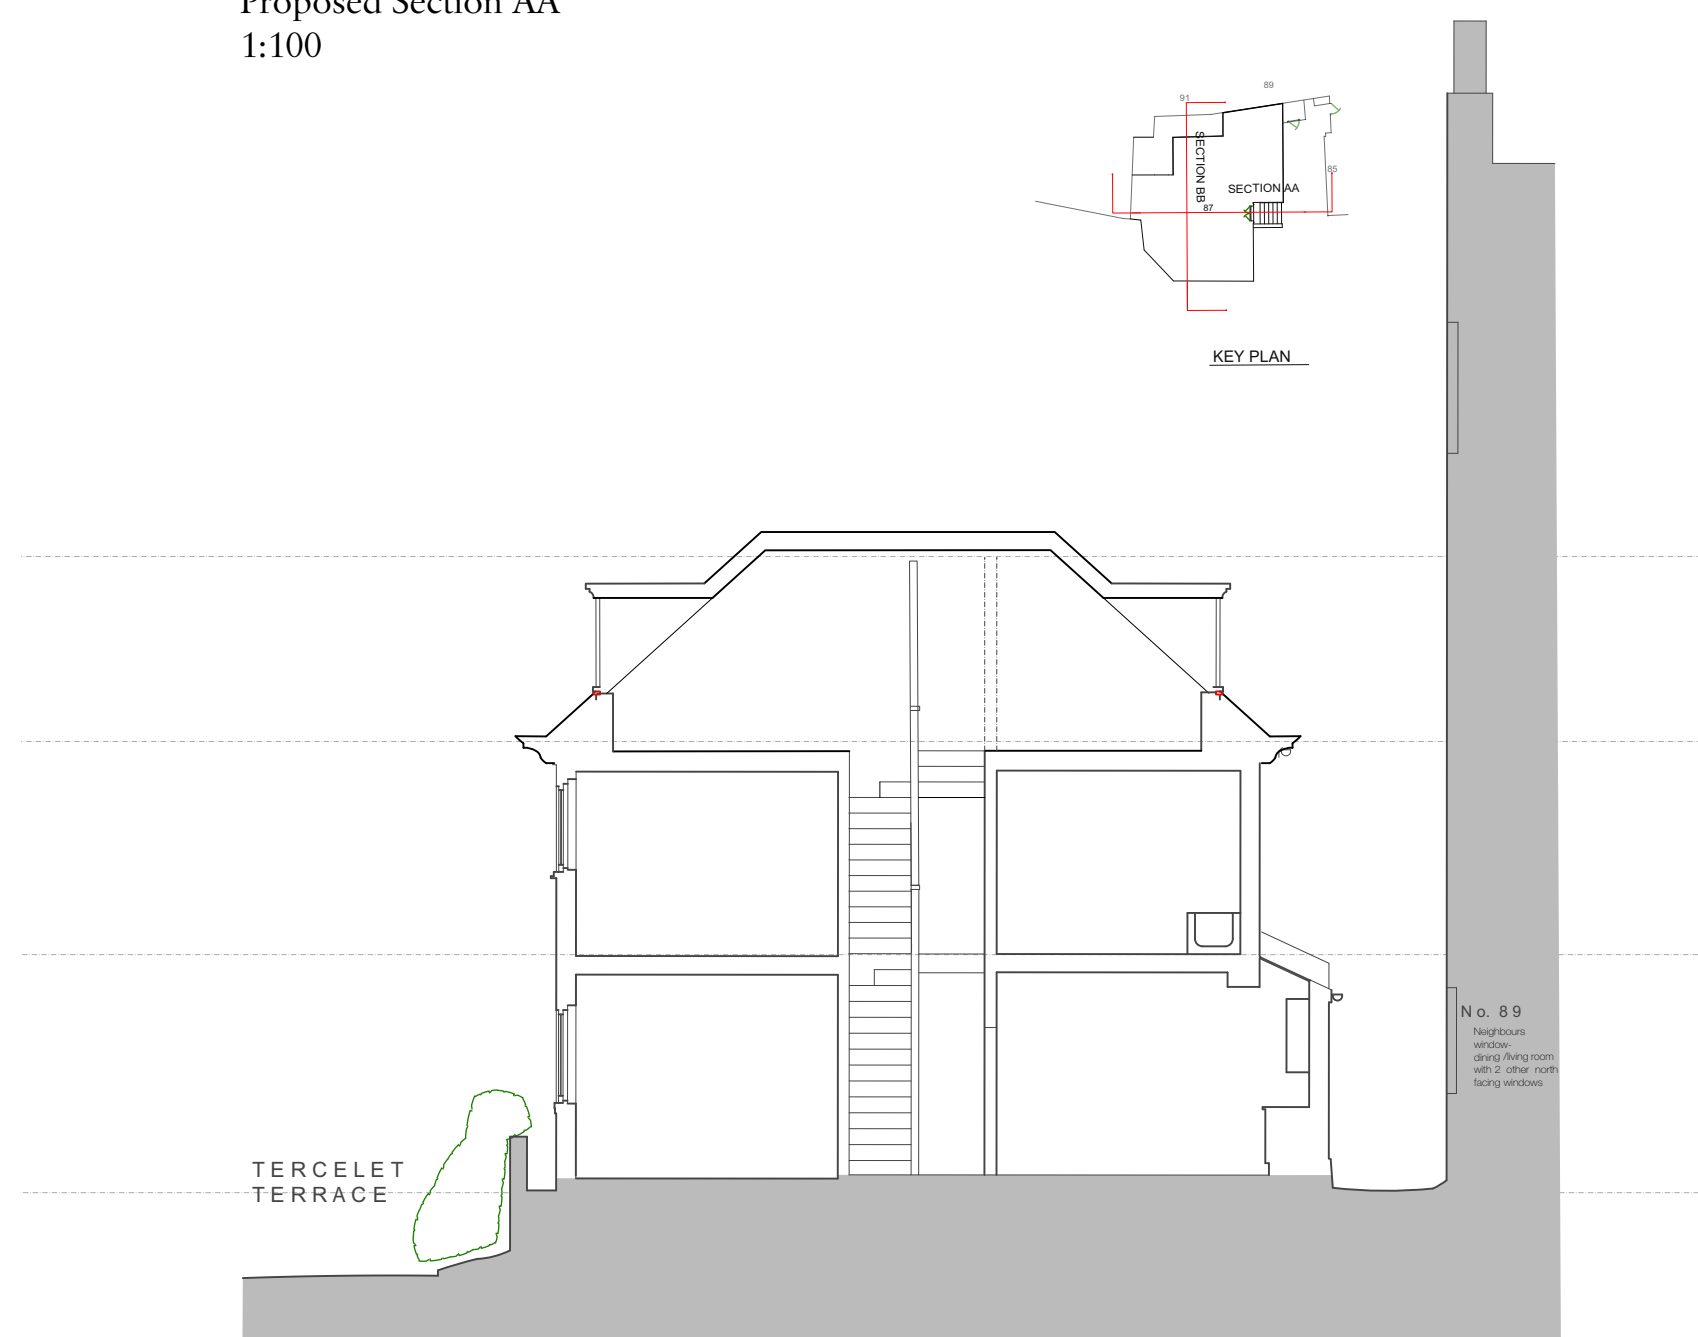 Proposed Section AA
1:100
91
89
SECTION BB
85
SECTION AA
87
KEY PLAN
No. 89
Neighbours
window-
dining /living room
with 2 other north
facing windows
TERCELET
TERRACE